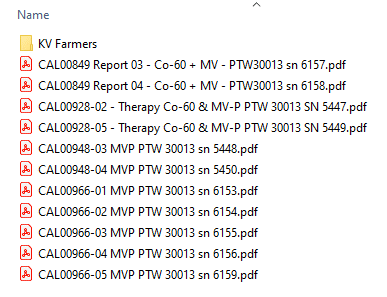 Name
KV Farmers
CAL00849 Report 03 - Co-60 + MV - PTW30013 sn 6157.pdf
CAL00849 Report 04 - Co-60 + MV - PTW30013 sn 6158.pdf
CAL00928-02 - Therapy Co-60 & MV-P PTW 30013 SN 5447.pdf
CAL00928-05 - Therapy Co-60 & MV-P PTW 30013 SN 5449.pdf
CAL00948-03 MVP PTW 30013 sn 5448.pdf
CAL00948-04 MVP PTW 30013 sn 5450.pdf
CAL00966-01 MVP PTW 30013 sn 6153.pdf
CAL00966-02 MVP PTW 30013 sn 6154.pdf
CAL00966-03 MVP PTW 30013 sn 6155.pdf
CAL00966-04 MVP PTW 30013 sn 6156.pdf
CAL00966-05 MVP PTW 30013 sn 6159.pdf